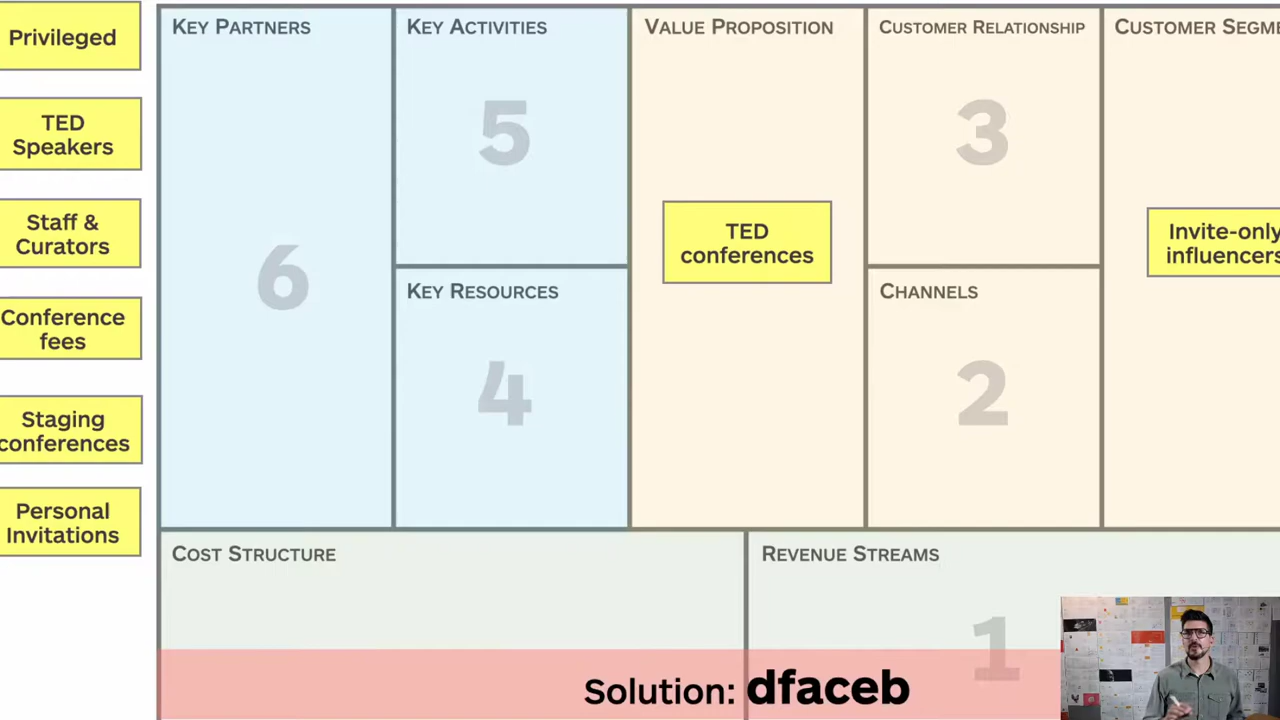 Privileged
TED
Speakers
Staff &
Curators
Conference
fees
Staging
conferences
Personal
Invitations
KEY PARTNERS
6
KEY ACTIVITIES
5
KEY RESOURCES
4
VALUE PROPOSITION
TED
conferences
CUSTOMER RELATIONSHIP
3
CHANNELS
2
CUSTOMER SEGME
Invite-only
influencers
COST STRUCTURE
REVENUE STREAMS
1
Solution: dfaceb